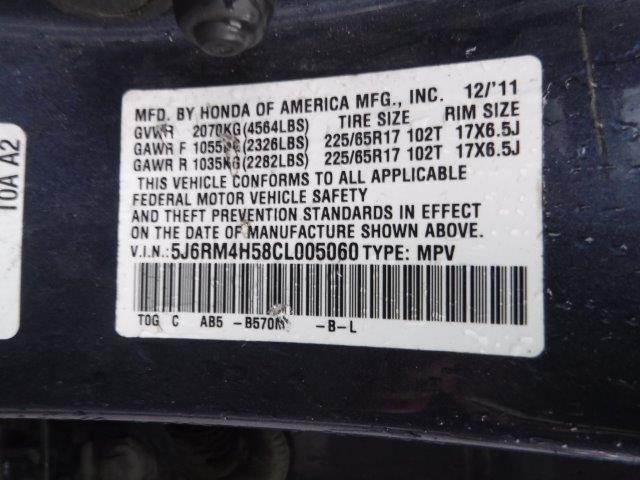 MFD. BY HONDA OF AMERICA MFG., INC. 12/'11
GVWR 2070KG(4564LBS) TIRE SIZE RIM SIZE
GAWR F 1055KG(2326LBS) 225/65R17 102T 17X6.5J
GAWR R 1035KG(2282LBS) 225/65R17 102T 17X6.5J
THIS VEHICLE CONFORMS TO ALL APPLICABLE
FEDERAL MOTOR VEHICLE SAFETY
AND THEFT PREVENTION STANDARDS IN EFFECT
ON THE DATE OF MANUFACTURE SHOWN ABOVE.
V.I.N.:5J6RM4H58CL005060 TYPE: MPV
TOG C AB5 -B570M -B-L
T0A A2